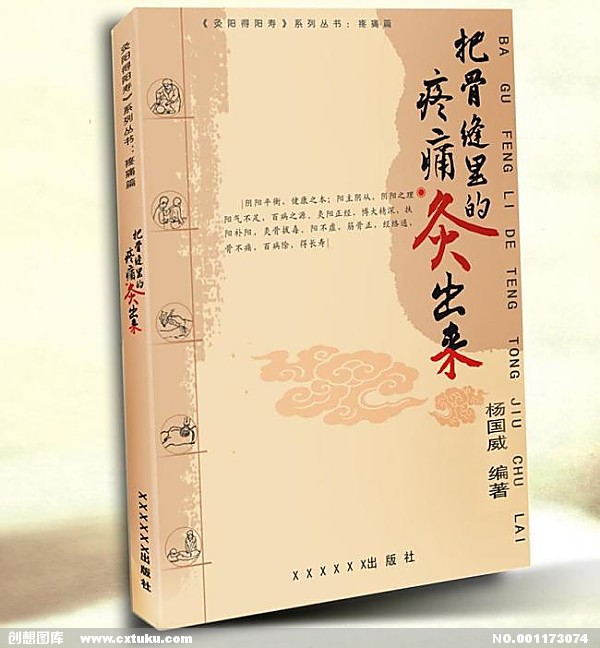 《灸阳得阳寿》系列丛书：疼痛篇
把骨缝里的
疼痛灸出来
BA GU FENG LI DE TENG TONG JIU CHU LAI
|阴阳平衡，健康之本；阳主阴从，阴阳之理
阳气不足，百病之源。灸阳正经，博大精深，扶
阳补阳，灸骨拔毒。阳不虚，筋骨正，经络通，
骨不痛，百病除，得长寿|
杨国威 编著
XXXXXX出版社
《灸阳得阳寿》系列丛书：疼痛篇
把骨缝里的
疼痛灸出来
XXXXXX出版社
创想图库 www.cxtuku.com
NO.001173074